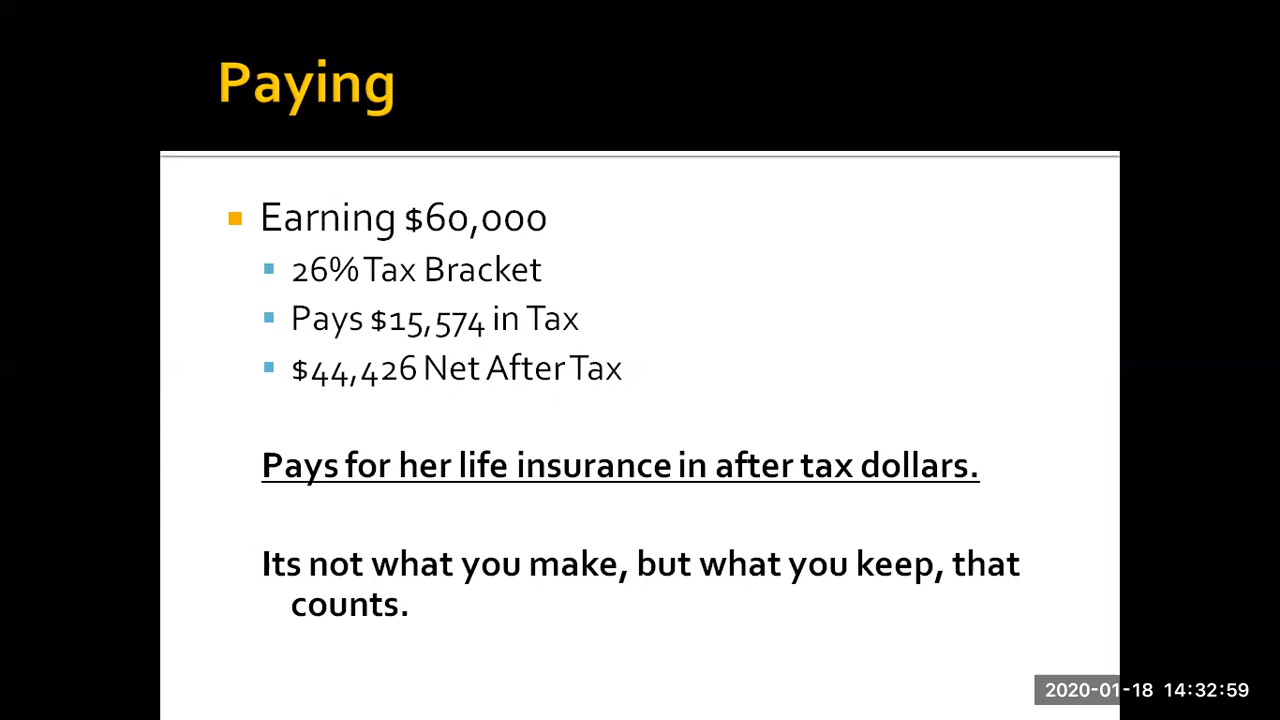 Paying
Earning $60,000
26% Tax Bracket
Pays $15,574 in Tax
$44,426 Net After Tax
Pays for her life insurance in after tax dollars.
Its not what you make, but what you keep, that
counts.
2020-01-18 14:32:59